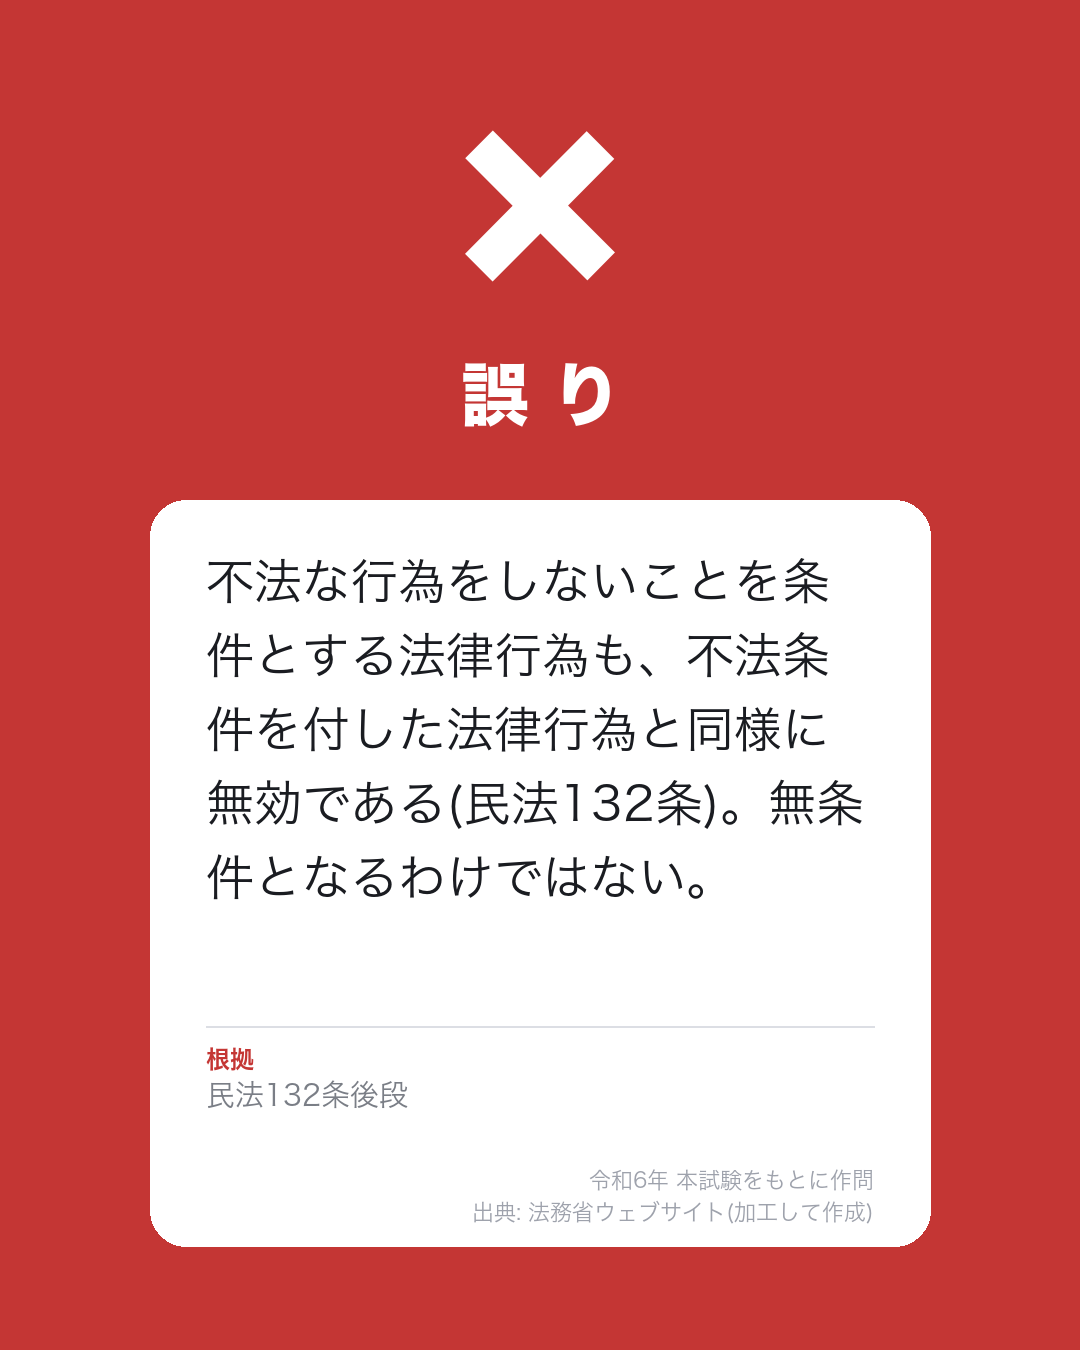 誤り
不法な行為をしないことを条
件とする法律行為も、不法条
件を付した法律行為と同様に
無効である(民法132条)。無条
件となるわけではない。
根拠
民法132条後段
令和6年 本試験をもとに作問
出典: 法務省ウェブサイト(加工して作成)